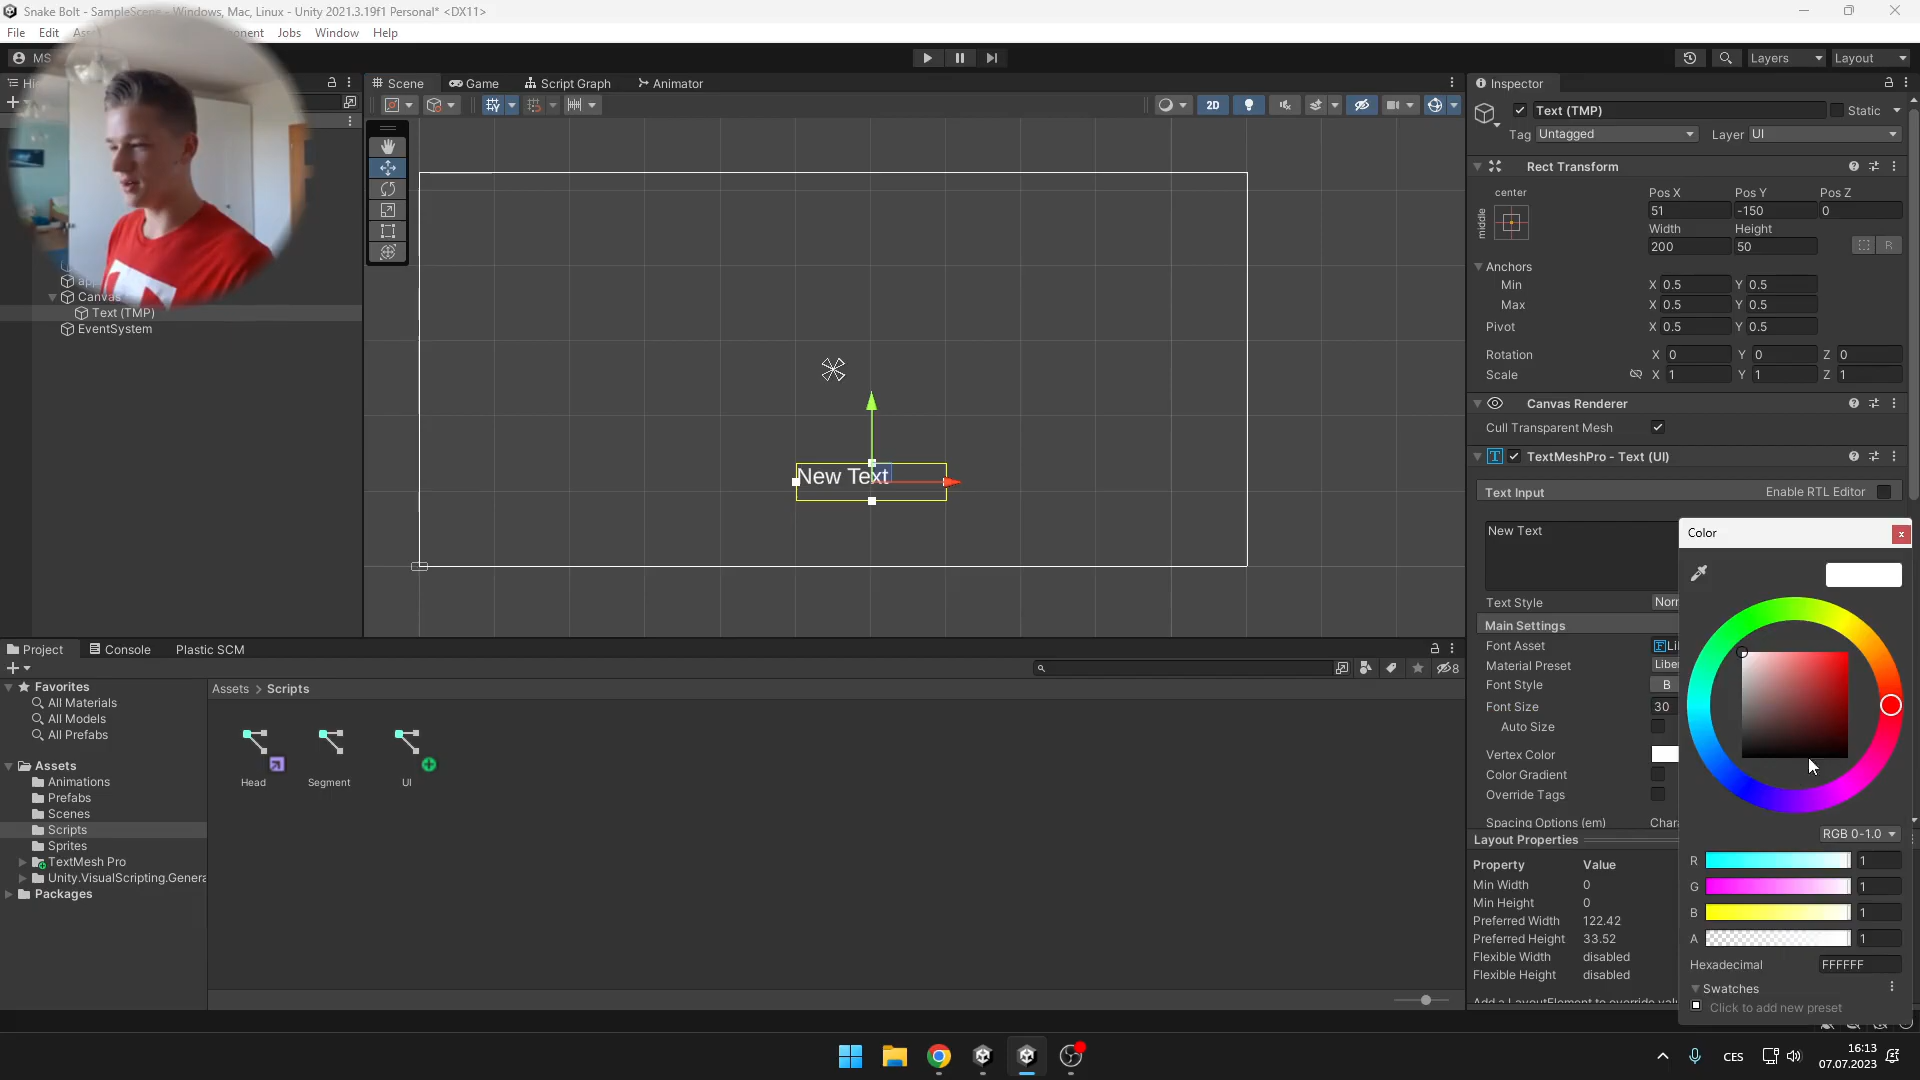 Snake Bolt - SampleScene - Windows, Mac, Linux - Unity 2021.3.19f1 Personal* <DX11>
File Edit Jobs Window Help
MS
Layers Layout
Scene Game Script Graph Animator
2D
Canvas
Text (TMP)
EventSystem
New Text
Inspector
Text (TMP) Static
Tag Untagged Layer UI
Rect Transform
center
middle
Pos X Pos Y Pos Z
51 -150 0
Width Height
200 50 R
Anchors
Min X 0.5 Y 0.5
Max X 0.5 Y 0.5
Pivot X 0.5 Y 0.5
Rotation X 0 Y 0 Z 0
Scale X 1 Y 1 Z 1
Canvas Renderer
Cull Transparent Mesh
TextMeshPro - Text (UI)
Text Input Enable RTL Editor
New Text
Text Style
Main Settings
Font Asset
Material Preset
Font Style B
Font Size 30
Auto Size
Vertex Color
Color Gradient
Override Tags
Spacing Options (em)
Layout Properties
Property Value
Min Width 0
Min Height 0
Preferred Width 122.42
Preferred Height 33.52
Flexible Width disabled
Flexible Height disabled
Color
RGB 0-1.0
R 1
G 1
B 1
A 1
Hexadecimal FFFFFF
Swatches
Click to add new preset
Project Console Plastic SCM
8
Favorites
All Materials
All Models
All Prefabs
Assets
Animations
Prefabs
Scenes
Scripts
Sprites
TextMesh Pro
Unity.VisualScripting.Genera
Packages
Assets > Scripts
Head Segment UI
CES
16:13
07.07.2023